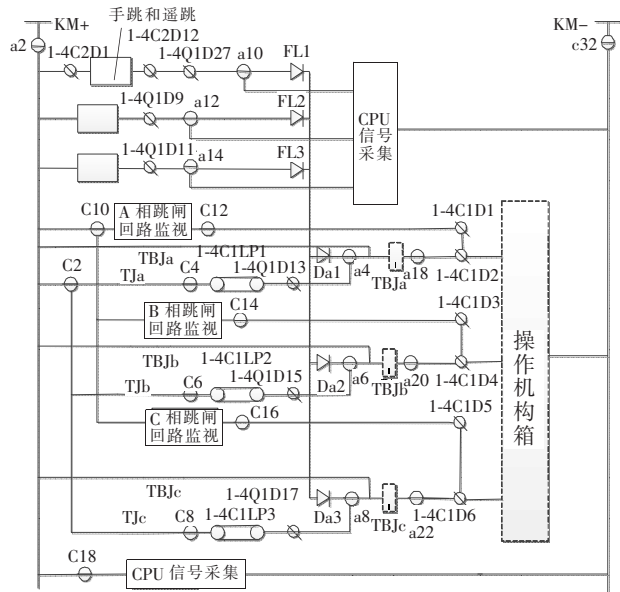 手跳和遥跳
KM+
KM-
a2
1-4C2D12
c32
1-4C2D1
1-4Q1D27
a10
FL1
1-4Q1D9
a12
FL2
CPU
信号
采集
1-4Q1D11
a14
FL3
C10
A 相跳闸
回路监视
C12
1-4C1D1
TBJa
1-4C1LP1
C2
TJa
C4
1-4Q1D13
Da1
a4
TBJa
a18
1-4C1D2
B 相跳闸
回路监视
C14
1-4C1D3
操作机构箱
TBJb
1-4C1LP2
TJb
C6
1-4Q1D15
Da2
a6
TBJb
a20
1-4C1D4
C 相跳闸
回路监视
C16
1-4C1D5
TBJc
1-4Q1D17
TJc
C8
1-4C1LP3
Da3
a8
TBJc
a22
1-4C1D6
C18
CPU 信号采集